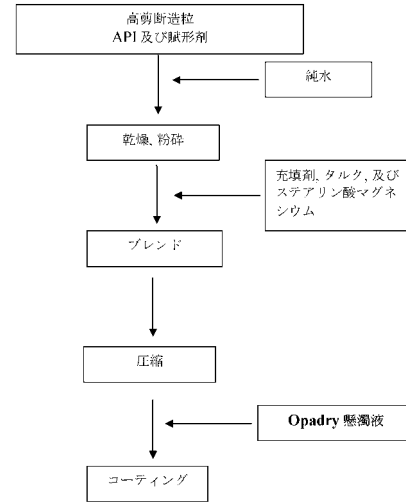 高剪断造粒
API 及び賦形剤
純水
乾燥、粉砕
充填剤, タルク, 及び
ステアリン酸マグネ
シウム
ブレンド
圧縮
Opadry 懸濁液
コーティング